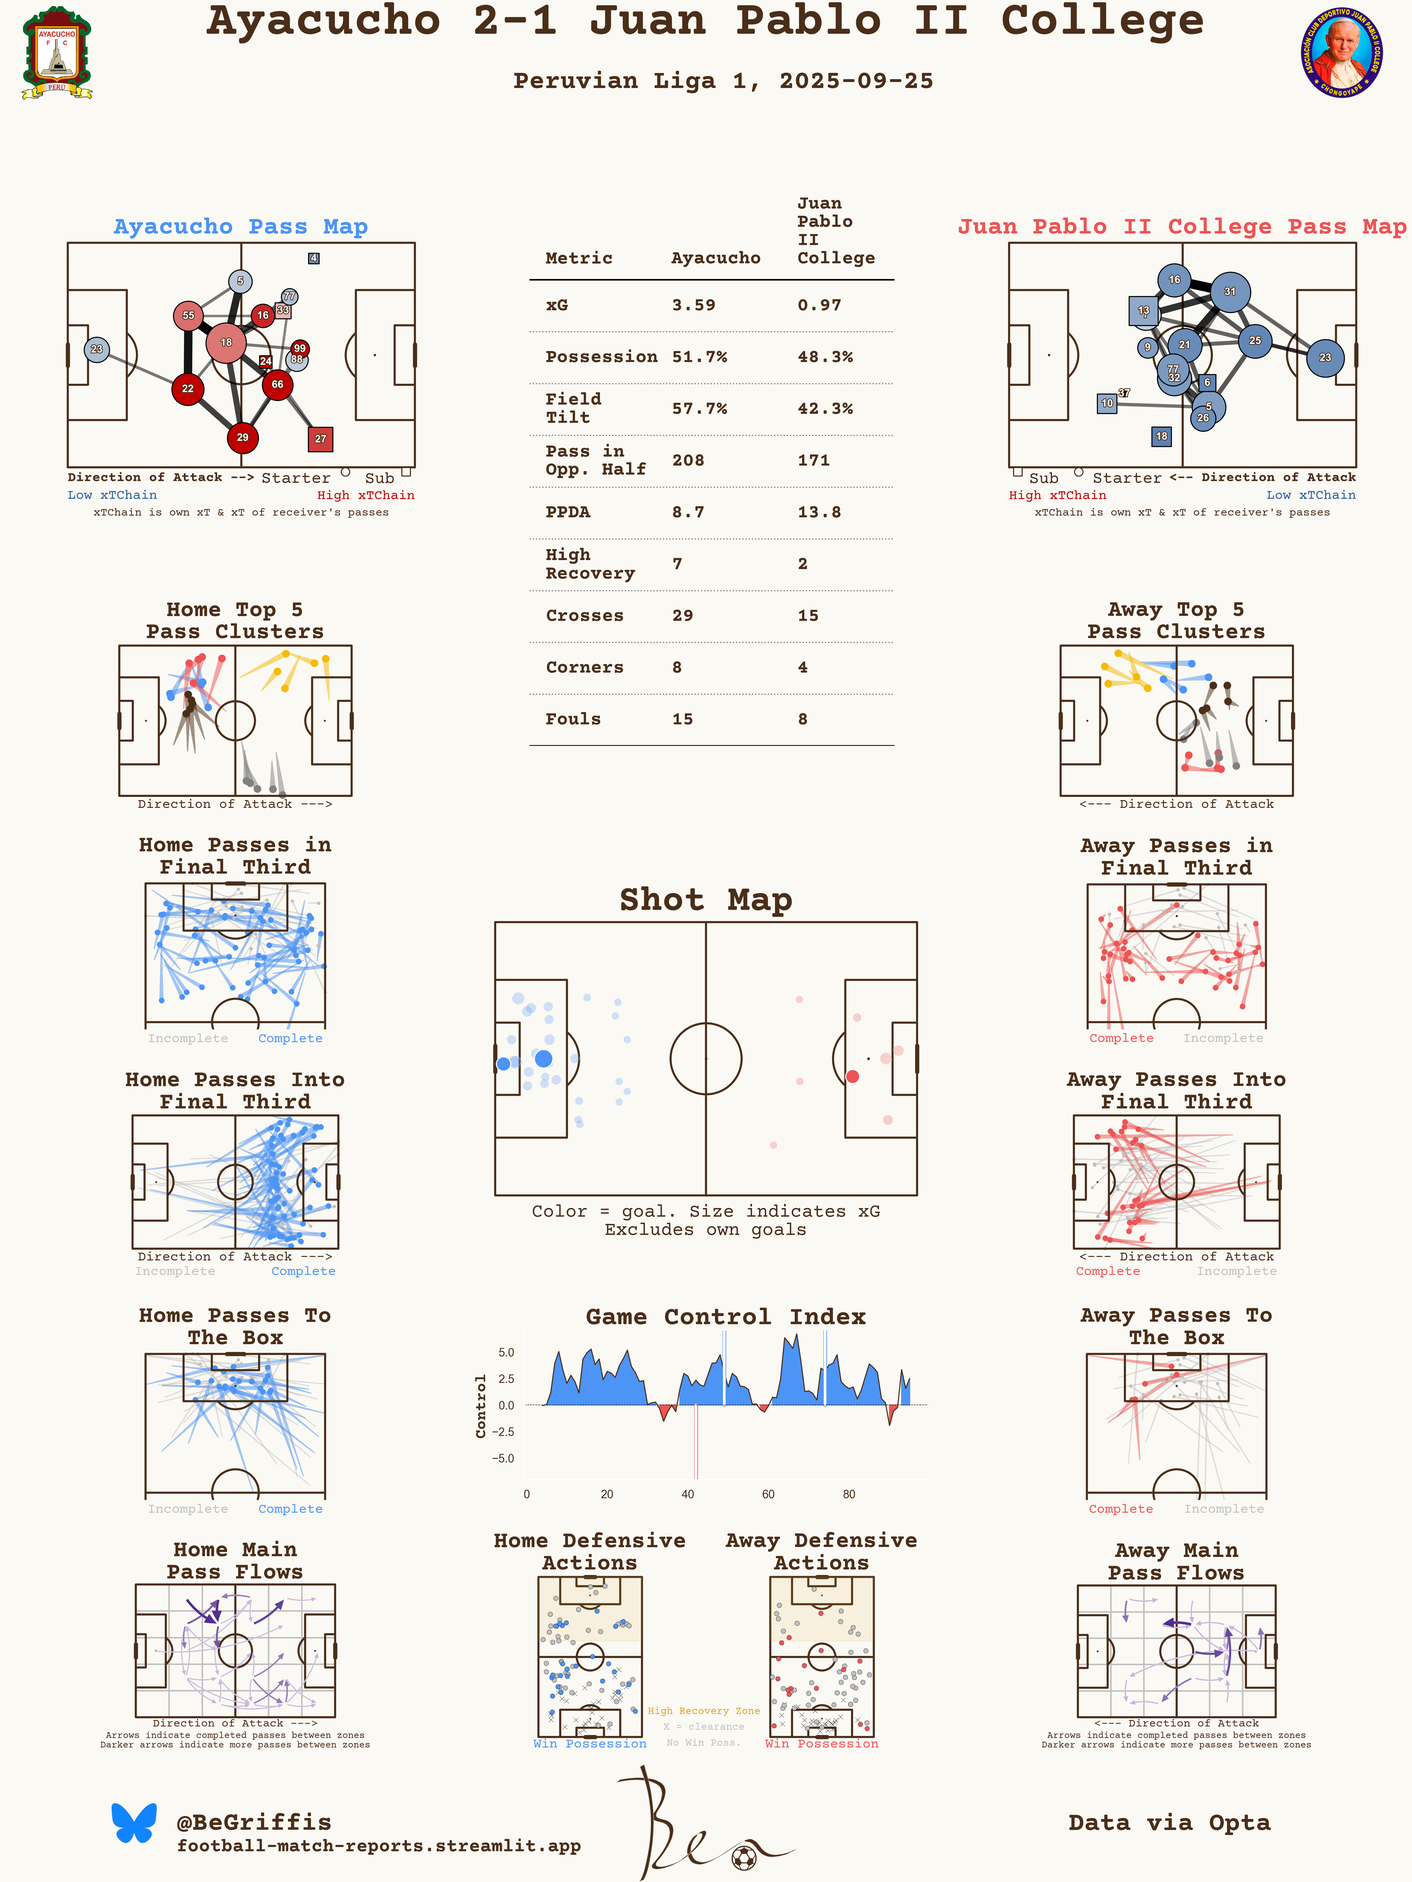 Ayacucho 2-1 Juan Pablo II College
Peruvian Liga 1, 2025-09-25
AYACUCHO
F C
PERÚ
ASOCIACIÓN CLUB DEPORTIVO JUAN PABLO II COLLEGE
CHONGOYAPE
Ayacucho Pass Map
4
5
77
33
16
55
18
99
88
24
23
22
66
29
27
Direction of Attack --> Starter Sub
Low xTChain High xTChain
xTChain is own xT & xT of receiver's passes
Metric Ayacucho Juan
Pablo
II
College
xG 3.59 0.97
Possession 51.7% 48.3%
Field
Tilt 57.7% 42.3%
Pass in
Opp. Half 208 171
PPDA 8.7 13.8
High
Recovery 7 2
Crosses 29 15
Corners 8 4
Fouls 15 8
Juan Pablo II College Pass Map
16
31
13
21
25
9
23
77
32
6
37
10
5
26
18
Sub Starter <-- Direction of Attack
High xTChain Low xTChain
xTChain is own xT & xT of receiver's passes
Home Top 5
Pass Clusters
Direction of Attack --->
Away Top 5
Pass Clusters
<--- Direction of Attack
Home Passes in
Final Third
Incomplete Complete
Away Passes in
Final Third
Complete Incomplete
Shot Map
Color = goal. Size indicates xG
Excludes own goals
Home Passes Into
Final Third
Direction of Attack --->
Incomplete Complete
Away Passes Into
Final Third
<--- Direction of Attack
Complete Incomplete
Home Passes To
The Box
Incomplete Complete
Game Control Index
Control
5.0
2.5
0.0
−2.5
−5.0
0 20 40 60 80
Away Passes To
The Box
Complete Incomplete
Home Main
Pass Flows
Direction of Attack --->
Arrows indicate completed passes between zones
Darker arrows indicate more passes between zones
Home Defensive
Actions
Win Possession
High Recovery Zone
X = clearance
No Win Poss.
Away Defensive
Actions
Win Possession
Away Main
Pass Flows
<--- Direction of Attack
Arrows indicate completed passes between zones
Darker arrows indicate more passes between zones
@BeGriffis
football-match-reports.streamlit.app
Ben
Data via Opta